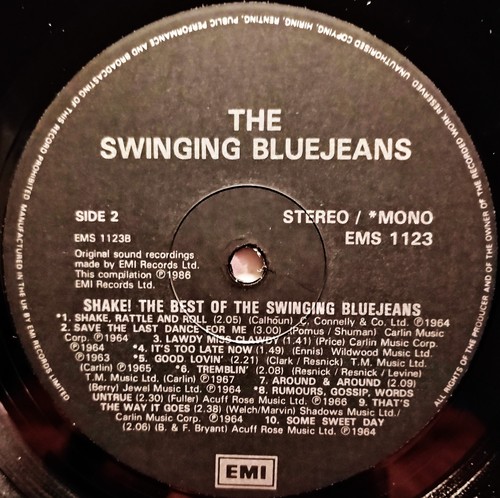 UNAUTHORISED COPYING, HIRING, RENTING, PUBLIC PERFORMANCE AND BROADCASTING OF THIS RECORD PROHIBITED. MANUFACTURED IN THE UK BY EMI RECORDS LIMITED
ALL RIGHTS OF THE PRODUCER AND OF THE OWNER OF THE RECORDED WORK RESERVED.
THE
SWINGING BLUEJEANS
SIDE 2
STEREO / *MONO
EMS 1123B
EMS 1123
Original sound recordings
made by EMI Records Ltd.
This compilation ℗1986
EMI Records Ltd.
SHAKE! THE BEST OF THE SWINGING BLUEJEANS
*1. SHAKE, RATTLE AND ROLL (2.05) (Calhoun) C. Connelly & Co. Ltd. ℗1964
2. SAVE THE LAST DANCE FOR ME (3.00) (Pomus / Shuman) Carlin Music
Corp. ℗1964 3. LAWDY MISS CLAWDY (1.41) (Price) Carlin Music Corp.
℗1964 *4. IT'S TOO LATE NOW (1.49) (Ennis) Wildwood Music Ltd.
℗1963 *5. GOOD LOVIN' (2.21) (Clark / Resnick) T.M. Music Ltd.
(Carlin) ℗1965 *6. TREMBLIN' (2.08) (Resnick / Resnick / Levine)
T.M. Music Ltd. (Carlin) ℗1967 7. AROUND & AROUND (2.09)
(Berry) Jewel Music Ltd. ℗1964 *8 RUMOURS, GOSSIP, WORDS
UNTRUE (2.30) (Fuller) Acuff Rose Music Ltd. ℗1966 9. THAT'S
THE WAY IT GOES (2.38) (Welch/Marvin) Shadows Music Ltd./
Carlin Music Corp. ℗1964 10. SOME SWEET DAY
(2.06) (B. & F. Bryant) Acuff Rose Music Ltd. ℗1964
EMI